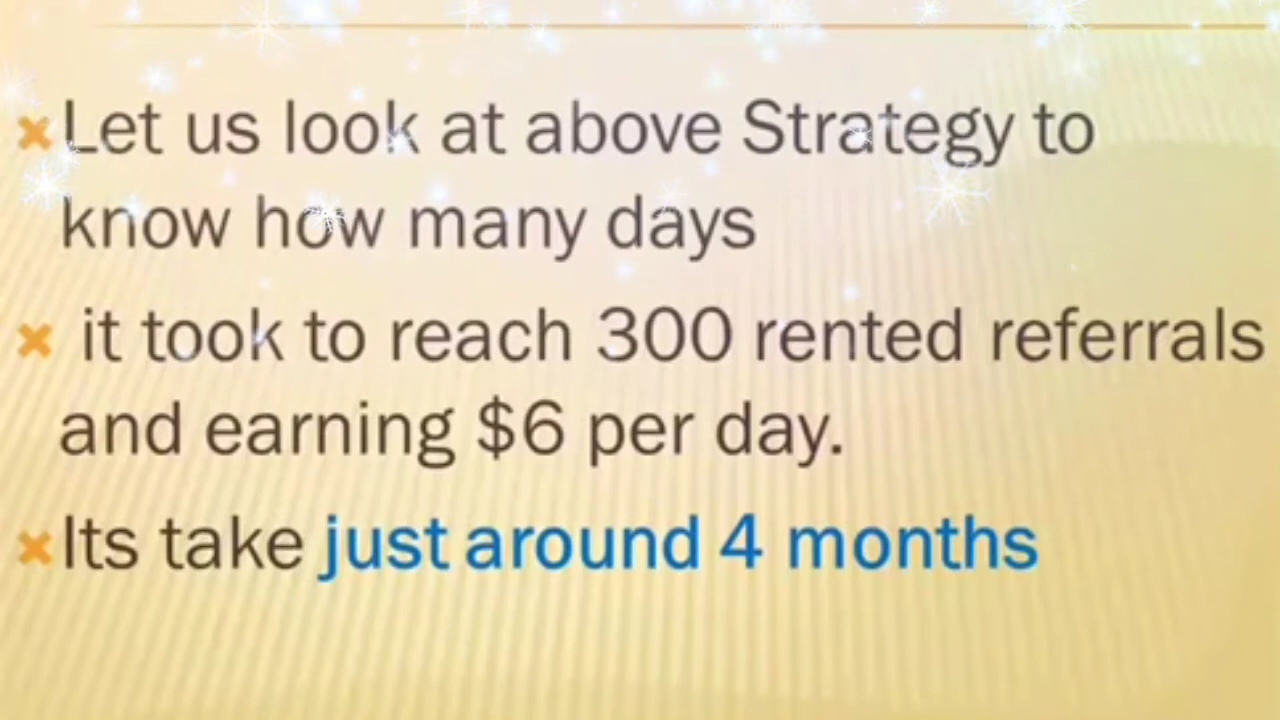 Let us look at above Strategy to
know how many days
it took to reach 300 rented referrals
and earning $6 per day.
Its take just around 4 months